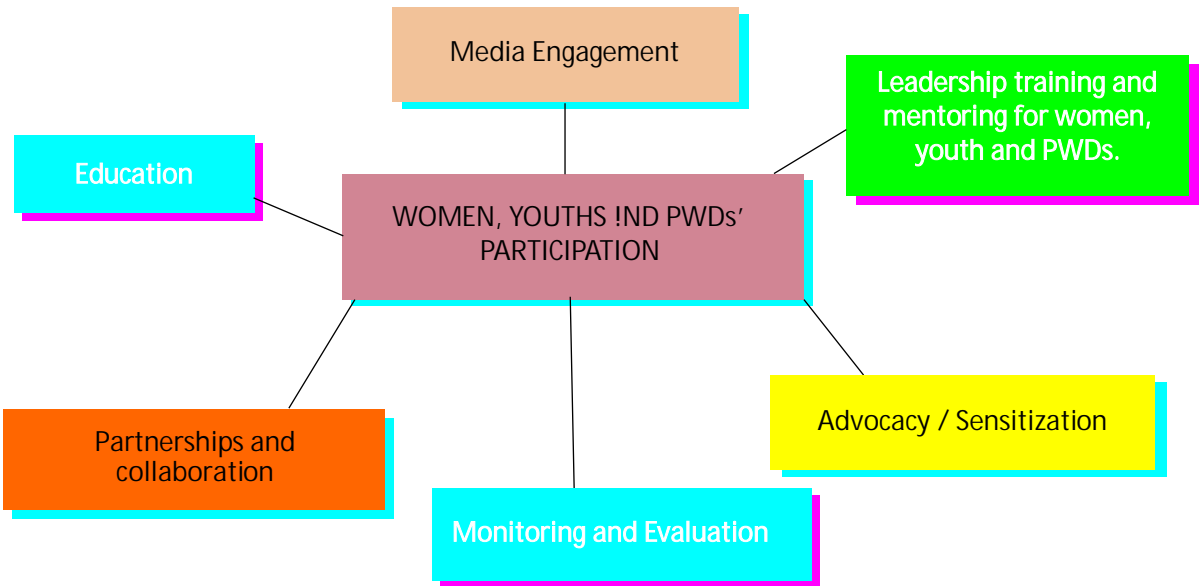 Media Engagement
Leadership training and
mentoring for women,
youth and PWDs.
Education
WOMEN, YOUTHS !ND PWDs’
PARTICIPATION
Advocacy / Sensitization
Partnerships and
collaboration
Monitoring and Evaluation